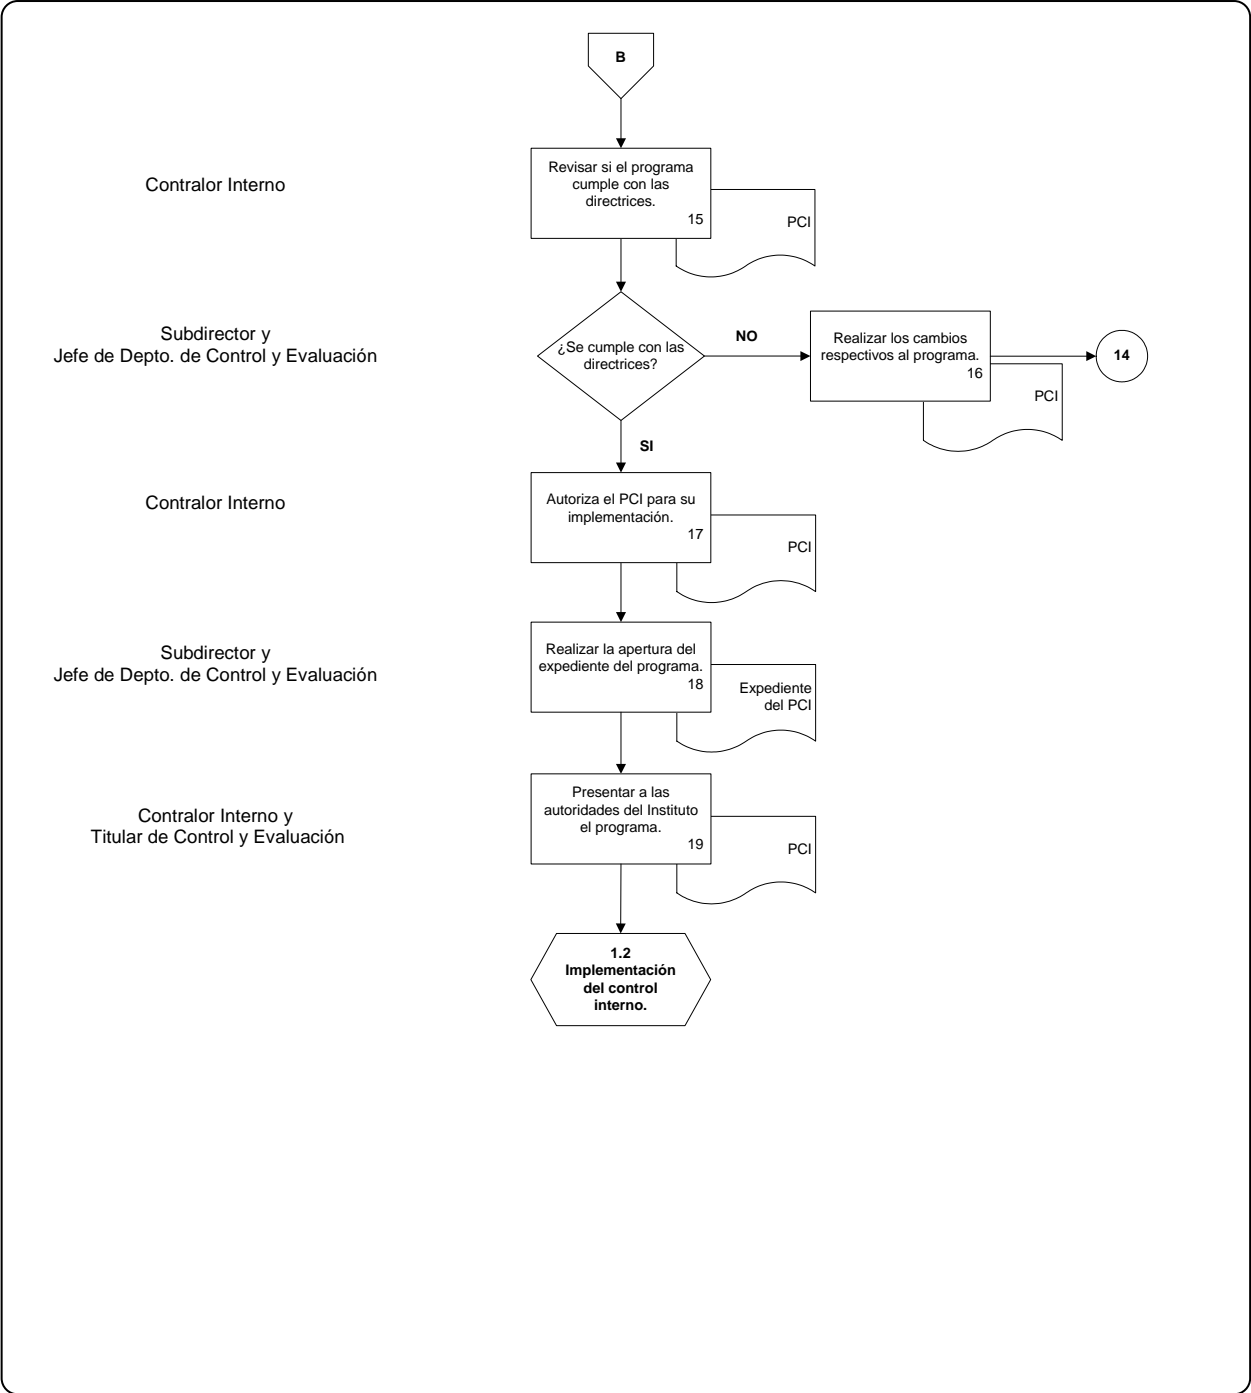 B
Contralor Interno
Revisar si el programa
cumple con las
directrices.
15
PCI
Subdirector y
Jefe de Depto. de Control y Evaluación
¿Se cumple con las
directrices?
NO
Realizar los cambios
respectivos al programa.
16
PCI
14
SI
Contralor Interno
Autoriza el PCI para su
implementación.
17
PCI
Subdirector y
Jefe de Depto. de Control y Evaluación
Realizar la apertura del
expediente del programa.
18
Expediente
del PCI
Contralor Interno y
Titular de Control y Evaluación
Presentar a las
autoridades del Instituto
el programa.
19
PCI
1.2
Implementación
del control
interno.